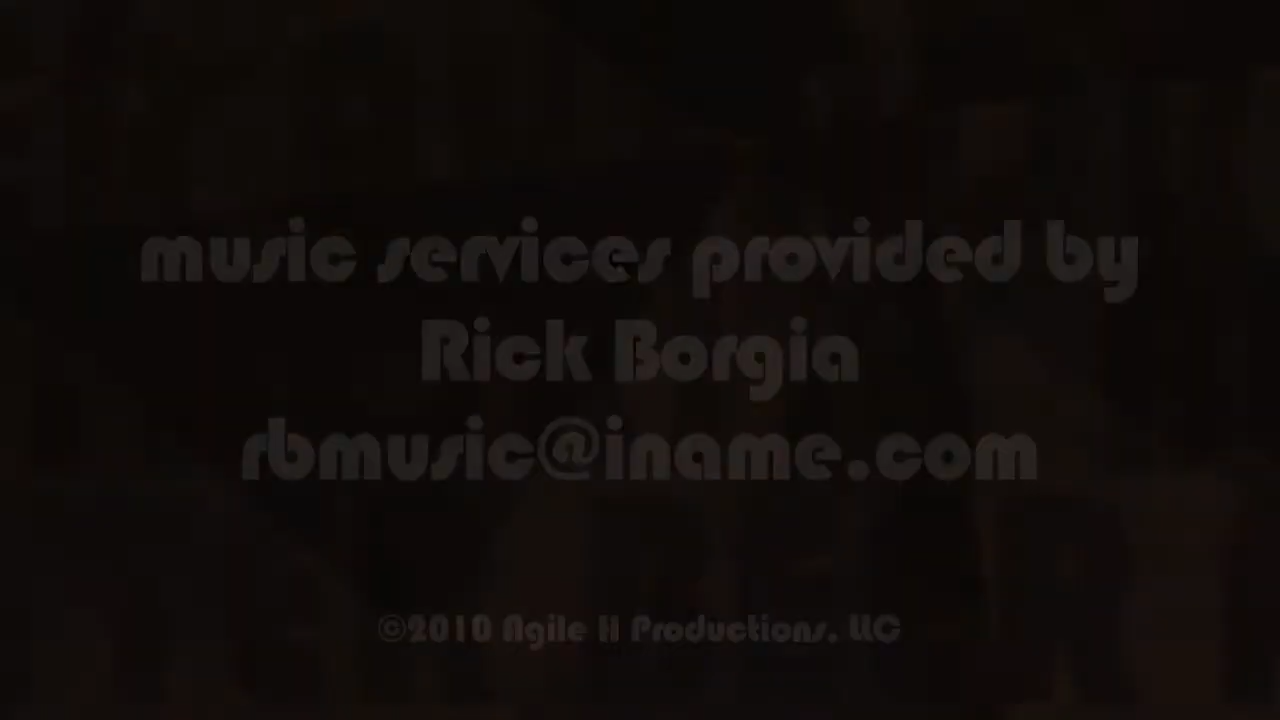 music services provided by
Rick Borgia
rbmusic@iname.com
©2010 Agile H Productions, LLC